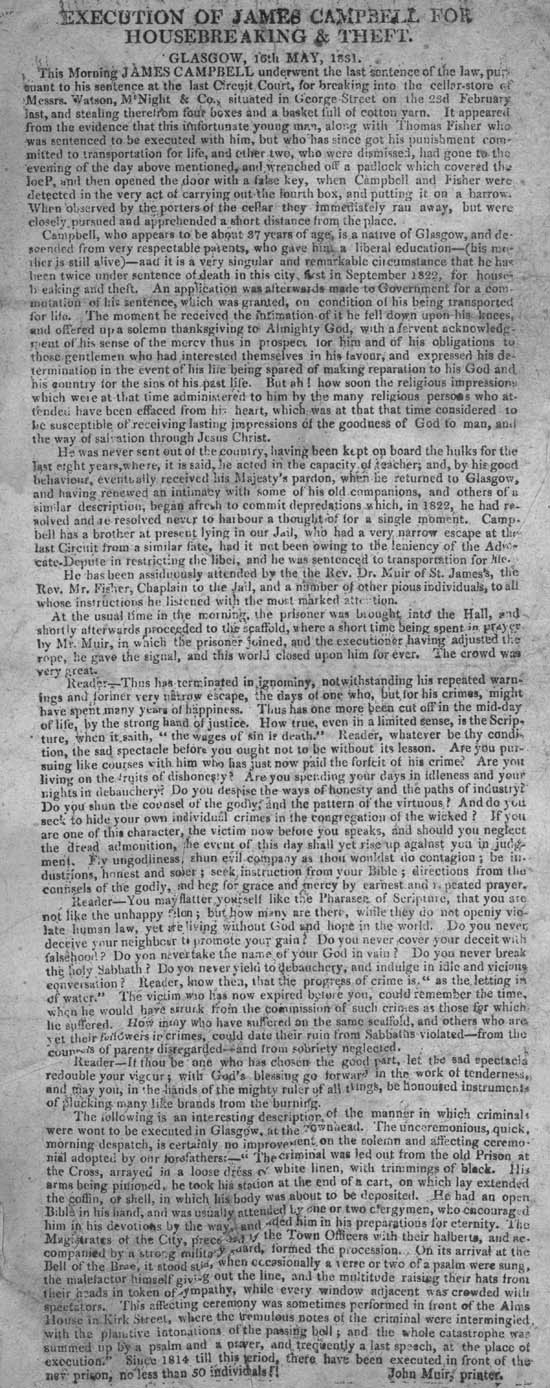 EXECUTION OF JAMES CAMPBELL FOR
HOUSEBREAKING & THEFT.
GLASGOW, 16th MAY, 1831.
This Morning JAMES CAMPBELL underwent the last sentence of the law, pur-
suant to his sentence at the last Circuit Court, for breaking into the cellar-store of
Messrs. Watson, M'Night & Co., situated in George-Street on the 23d February
last, and stealing therefrom four boxes and a basket full of cotton yarn. It appeared
from the evidence that this unfortunate young man, along with Thomas Fisher who
was sentenced to be executed with him, but who has since got his punishment com-
mitted to transportation for life, and other two, who were dismissed, had gone to the
evening of the day above mentioned, and wrenched off a padlock which covered the
and then opened the door with a false key, when Campbell and Fisher were
detected in the very act of carrying out the fourth box, and putting it on a barrow.
When observed by the porters of the cellar they immediately ran away, but were
closely pursued and apprehended a short distance from the place.
Campbell, who appears to be about 37 years of age, is a native of Glasgow, and de-
scended from very respectable parents, who gave him a liberal education—(his mo-
ther is still alive)—and it is a very singular and remarkable circumstance that he has
been twice under sentence of death in this city, first in September 1822, for house-
breaking and theft. An application was afterwards made to Government for a com-
mutation of his sentence, which was granted, on condition of his being transported
for life. The moment he received the intimation of it he fell down upon his knees,
and offered up a solemn thanksgiving to Almighty God, with a fervent acknowledg-
ment of his sense of the mercy thus in prospect for him and of his obligations to
those gentlemen who had interested themselves in his favour, and expressed his de-
termination in the event of his life being spared of making reparation to his God and
his country for the sins of his past life. But ah! how soon the religious impressions
which were at that time administered to him by the many religious persons who at-
tended have been effaced from his heart, which was at that that time considered to
be susceptible of receiving lasting impressions of the goodness of God to man, and
the way of salvation through Jesus Christ.
He was never sent out of the country, having been kept on board the hulks for the
last eight years, where, it is said, he acted in the capacity of teacher; and, by his good
behaviour, eventually received his Majesty's pardon, when he returned to Glasgow,
and having renewed an intimacy with some of his old companions, and others of a
similar description, began afresh to commit depredations which, in 1822, he had re-
solved and re resolved never to harbour a thought of for a single moment. Camp-
bell has a brother at present lying in our Jail, who had a very narrow escape at the
last Circuit from a similar fate, had it not been owing to the leniency of the Advo-
cate-Depute in restricting the libel, and he was sentenced to transportation for life.
He has been assiduously attended by the the Rev. Dr. Muir of St. James's, the
Rev. Mr. Fisher, Chaplain to the Jail, and a number of other pious individuals, to all
whose instructions he listened with the most marked attention.
At the usual time in the morning, the prisoner was brought into the Hall, and
shortly afterwards proceeded to the scaffold, where a short time being spent in prayer
by Mr. Muir, in which the prisoner joined, and the executioner having adjusted the
rope, he gave the signal, and this world closed upon him for ever. The crowd was
very great.
Reader—Thus has terminated in ignominy, notwithstanding his repeated warn-
ings and former very narrow escape, the days of one who, but for his crimes, might
have spent many years of happiness. Thus has one more been cut off in the mid-day
of life, by the strong hand of justice. How true, even in a limited sense, is the Scrip-
ture, when it saith, "the wages of sin is death." Reader, whatever be thy condi-
tion, the sad spectacle before you ought not to be without its lesson. Are you pur-
suing like courses with him who has just now paid the forfeit of his crime? Are you
living on the fruits of dishonesty? Are you spending your days in idleness and your
nights in debauchery? Do you despise the ways of honesty and the paths of industry?
Do you shun the counsel of the godly, and the pattern of the virtuous? And do you
seek to hide your own individual crimes in the congregation of the wicked? If you
are one of this character, the victim now before you speaks, and should you neglect
the dread admonition, the event of this day shall yet rise up against you in judg-
ment. Fly ungodliness, shun evil company as thou wouldst do contagion; be in-
dustrious, honest and sober; seek instruction from your Bible; directions from the
counsels of the godly, and beg for grace and mercy by earnest and repeated prayer.
Reader—You may flatter yourself like the Pharasee of Scripture, that you are
not like the unhappy felon; but how many are there, while they do not openly vio-
late human law, yet are living without God and hope in the world. Do you never
deceive your neighbour to promote your gain? Do you never cover your deceit with
falsehood? Do you never take the name of your God in vain? Do you never break
the holy Sabbath? Do you never yield to debauchery, and indulge in idle and vicious
conversation? Reader, know then, that the progress of crime is "as the letting in
of water." The victim who has now expired before you, could remember the time,
when he would have shrunk from the commission of such crimes as those for which
he suffered. How many who have suffered on the same scaffold, and others who are
yet their followers in crimes, could date their ruin from Sabbaths violated—from the
counsels of parents disregarded—and from sobriety neglected.
Reader—If thou be one who has chosen the good part, let the sad spectacle
redouble your vigour; with God's blessing go forward in the work of tenderness,
and may you, in the hands of the mighty ruler of all things, be honoured instruments
of plucking many like brands from the burning.
The following is an interesting description of the manner in which criminals
were wont to be executed in Glasgow, at the Townhead. The unceremonious, quick,
morning despatch, is certainly no improvement on the solemn and affecting ceremo-
nial adopted by our forefathers:—"The criminal was led out from the old Prison at
the Cross, arrayed in a loose dress of white linen, with trimmings of black. His
arms being pinioned, he took his station at the end of a cart, on which lay extended
the coffin, or shell, in which his body was about to be deposited. He had an open
Bible in his hand, and was usually attended by one or two clergymen, who encouraged
him in his devotions by the way, and aided him in his preparations for eternity. The
Magistrates of the City, preceded by the Town Officers with their halberts, and ac-
companied by a strong military guard, formed the procession. On its arrival at the
Bell of the Brae, it stood still, when occasionally a verse or two of a psalm were sung,
the malefactor himself giving out the line, and the multitude raising their hats from
their heads in token of sympathy, while every window adjacent was crowded with
spectators. This affecting ceremony was sometimes performed in front of the Alms
House in Kirk Street, where the tremulous notes of the criminal were intermingled
with the plaintive intonations of the passing bell; and the whole catastrophe was
summed up by a psalm and a prayer, and frequently a last speech, at the place of
execution." Since 1814 till this period, there have been executed in front of the
new prison, no less than 50 individuals!!
John Muir, printer.